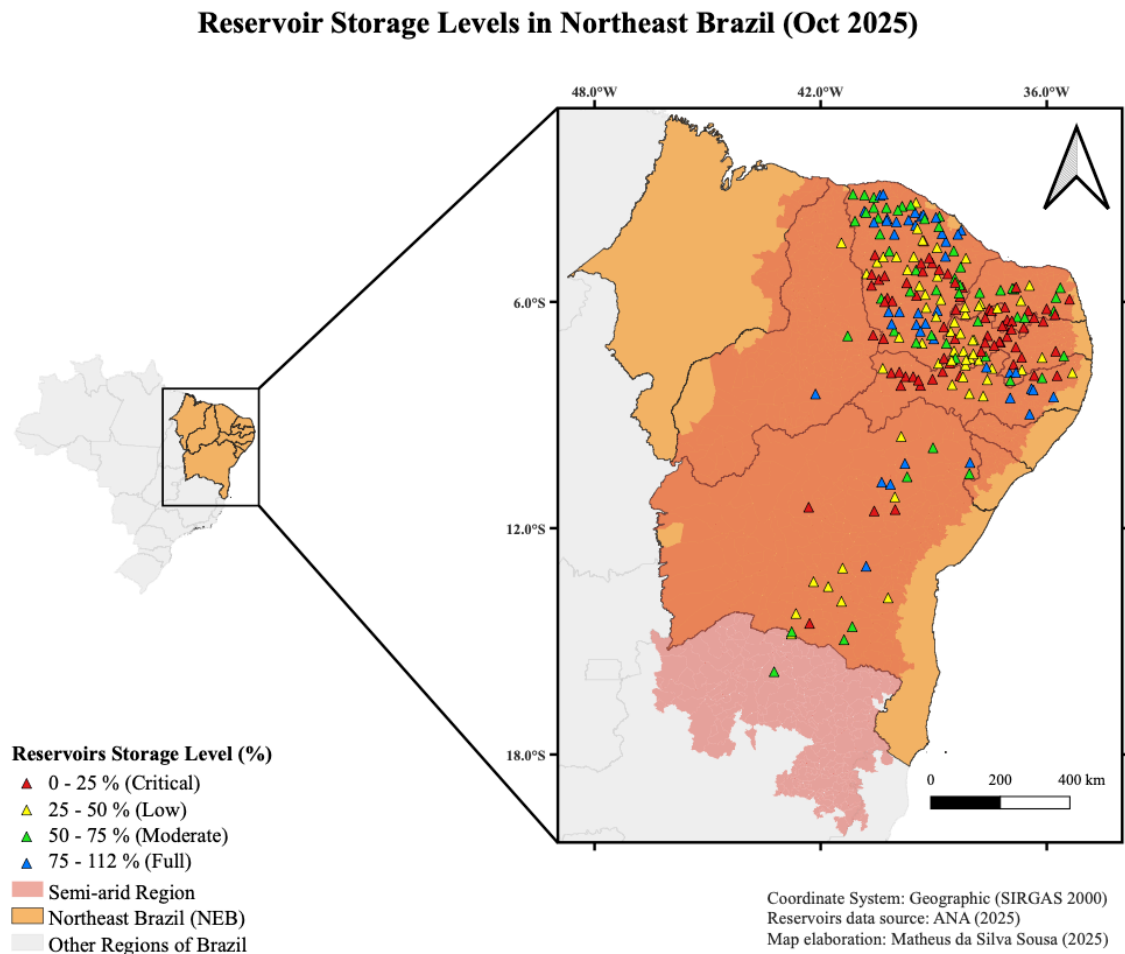 Reservoir Storage Levels in Northeast Brazil (Oct 2025)
48.0°W 42.0°W 36.0°W
6.0°S
12.0°S
18.0°S
0 200 400 km
Reservoirs Storage Level (%)
0 - 25 % (Critical)
25 - 50 % (Low)
50 - 75 % (Moderate)
75 - 112 % (Full)
Semi-arid Region
Northeast Brazil (NEB)
Other Regions of Brazil
Coordinate System: Geographic (SIRGAS 2000)
Reservoirs data source: ANA (2025)
Map elaboration: Matheus da Silva Sousa (2025)